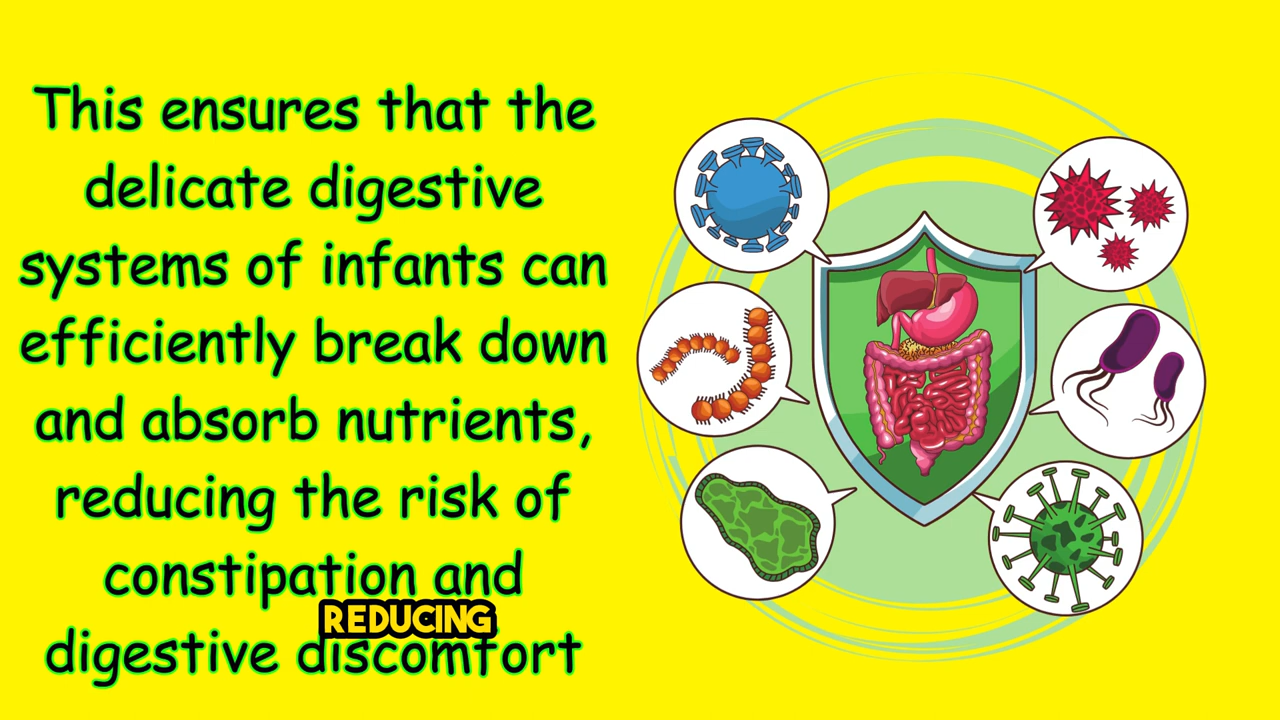 This ensures that the
delicate digestive
systems of infants can
efficiently break down
and absorb nutrients,
reducing the risk of
constipation and
REDUCING
digestive discomfort